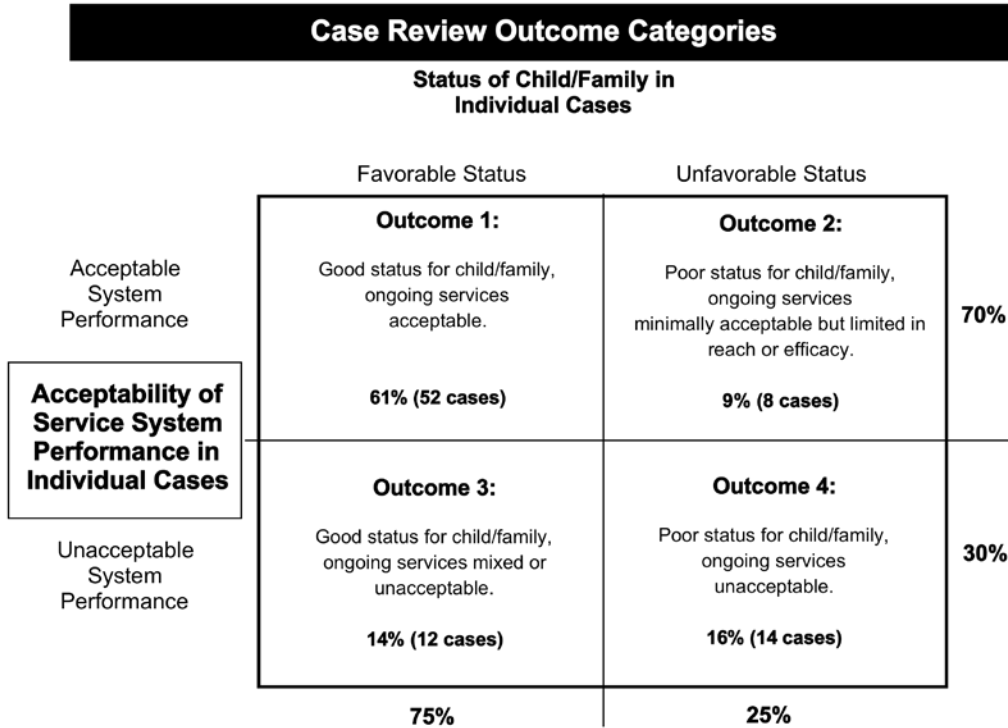 Case Review Outcome Categories
Status of Child/Family in
Individual Cases
Favorable Status
Unfavorable Status
Acceptable
System
Performance
Outcome 1:
Good status for child/family,
ongoing services
acceptable.
61% (52 cases)
Outcome 2:
Poor status for child/family,
ongoing services
minimally acceptable but limited in
reach or efficacy.
9% (8 cases)
70%
Acceptability of
Service System
Performance in
Individual Cases
Unacceptable
System
Performance
Outcome 3:
Good status for child/family,
ongoing services mixed or
unacceptable.
14% (12 cases)
Outcome 4:
Poor status for child/family,
ongoing services
unacceptable.
16% (14 cases)
30%
75%
25%